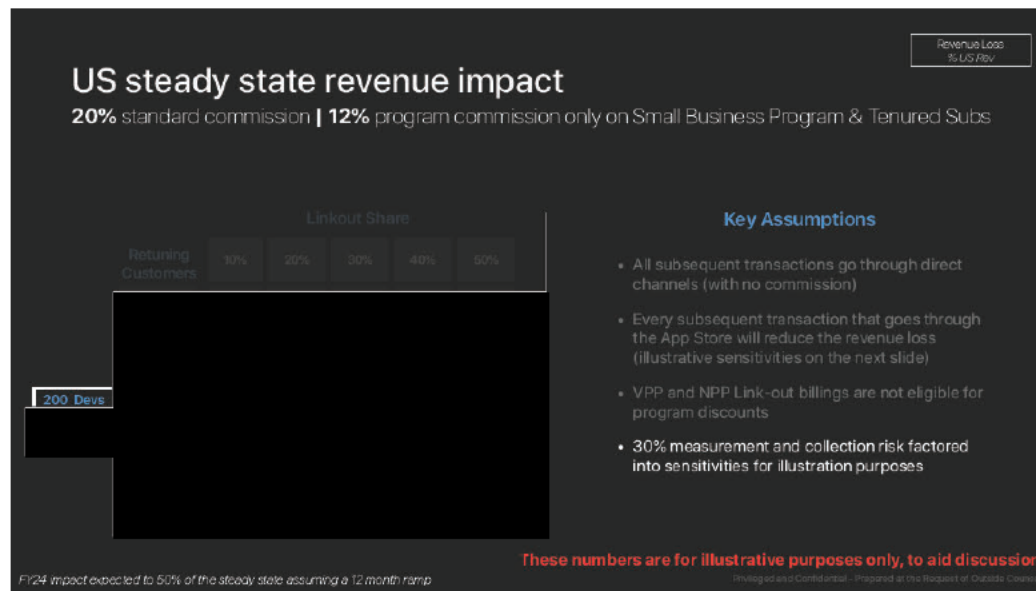 Revenue Loss
% US Rev
US steady state revenue impact
20% standard commission | 12% program commission only on Small Business Program & Tenured Subs
Linkout Share
Retuning
Customers
10% 20% 30% 40% 50%
200 Devs
Key Assumptions
• All subsequent transactions go through direct
channels (with no commission)
• Every subsequent transaction that goes through
the App Store will reduce the revenue loss
(illustrative sensitivities on the next slide)
• VPP and NPP Link-out billings are not eligible for
program discounts
• 30% measurement and collection risk factored
into sensitivities for illustration purposes
These numbers are for illustrative purposes only, to aid discussion
FY24 impact expected to 50% of the steady state assuming a 12 month ramp
Privileged and Confidential - Prepared at the Request of Outside Counsel